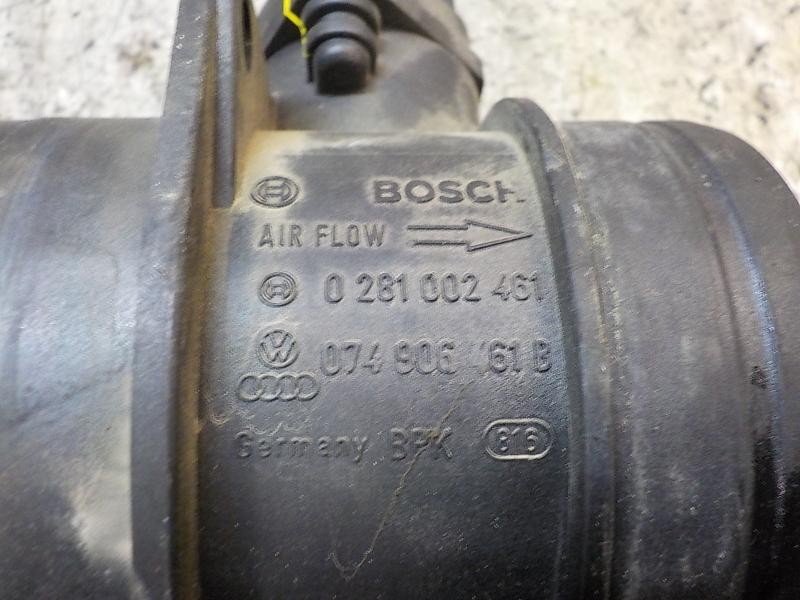 BOSCH
AIR FLOW
0 281 002 461
074 906 461 B
Germany BPK 816